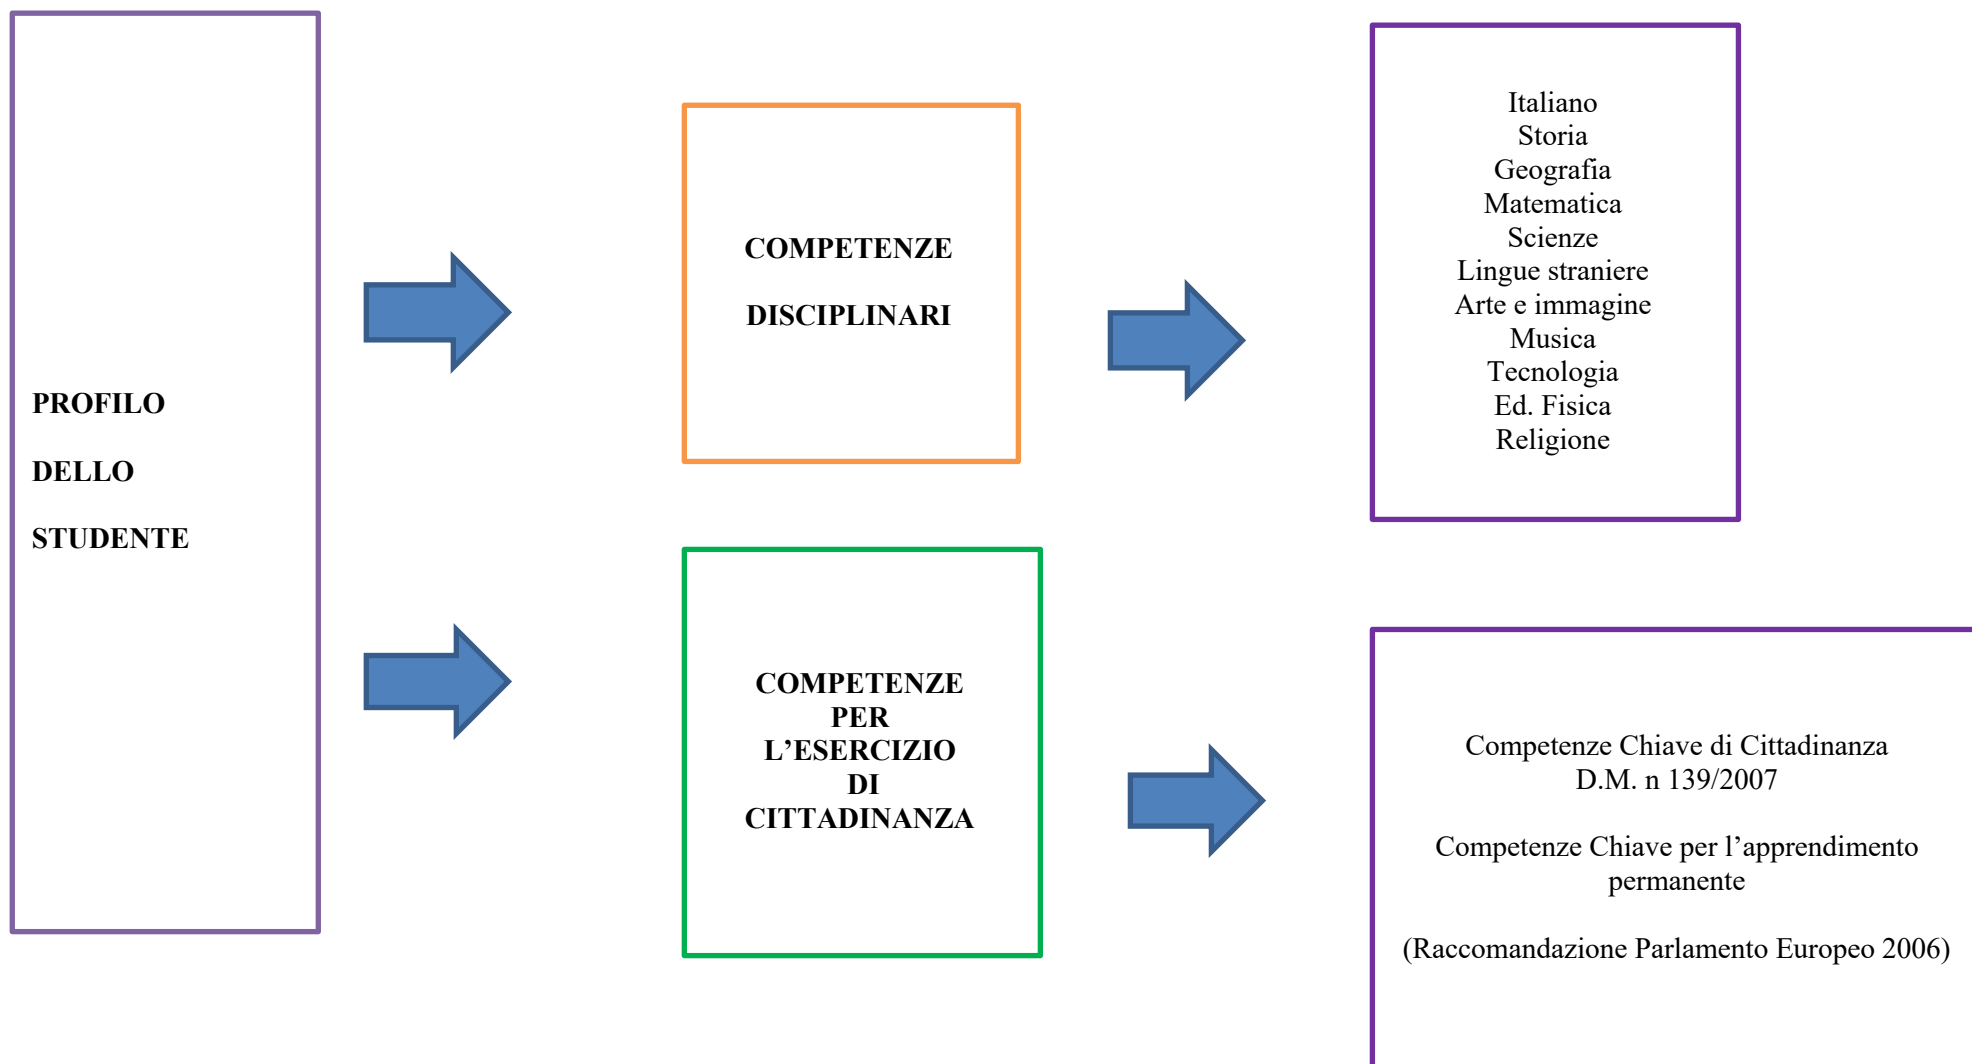 PROFILO
DELLO
STUDENTE
COMPETENZE
DISCIPLINARI
Italiano
Storia
Geografia
Matematica
Scienze
Lingue straniere
Arte e immagine
Musica
Tecnologia
Ed. Fisica
Religione
COMPETENZE
PER
L’ESERCIZIO
DI
CITTADINANZA
Competenze Chiave di Cittadinanza
D.M. n 139/2007
Competenze Chiave per l’apprendimento
permanente
(Raccomandazione Parlamento Europeo 2006)